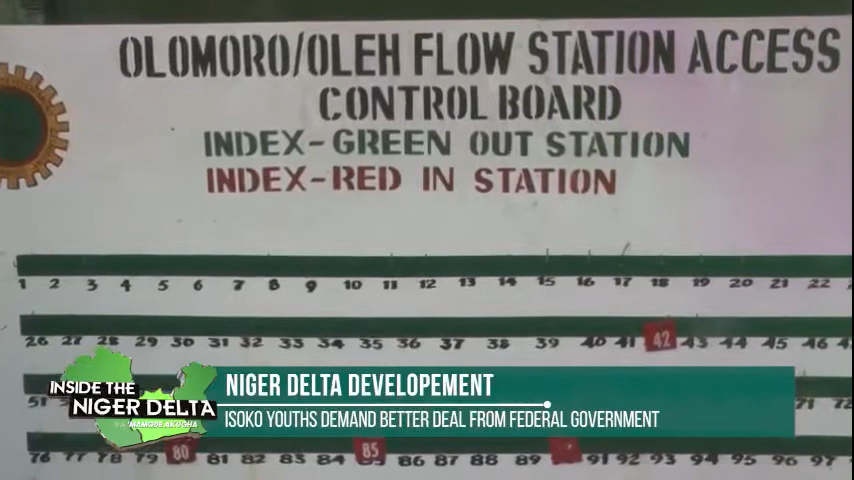 OLOMORO/OLEH FLOW STATION ACCESS
CONTROL BOARD
INDEX-GREEN OUT STATION
INDEX-RED IN STATION
1 2 3 4 5 6 7 8 9 10 11 12 13 14 15 16 17 18 19 20 21 22
26 27 28 29 30 31 32 33 34 35 36 37 38 39 40 41 42 43 44 45 46
51 71 72
INSIDE THE
NIGER DELTA
NIGER DELTA DEVELOPEMENT
ISOKO YOUTHS DEMAND BETTER DEAL FROM FEDERAL GOVERNMENT
76 77 78 79 80 81 82 83 84 85 86 87 88 89 91 92 93 94 95 96 97